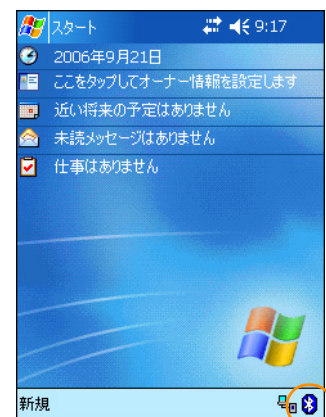 スタート 9:17
2006年9月21日
ここをタップしてオーナー情報を設定します
近い将来の予定はありません
未読メッセージはありません
仕事はありません
新規